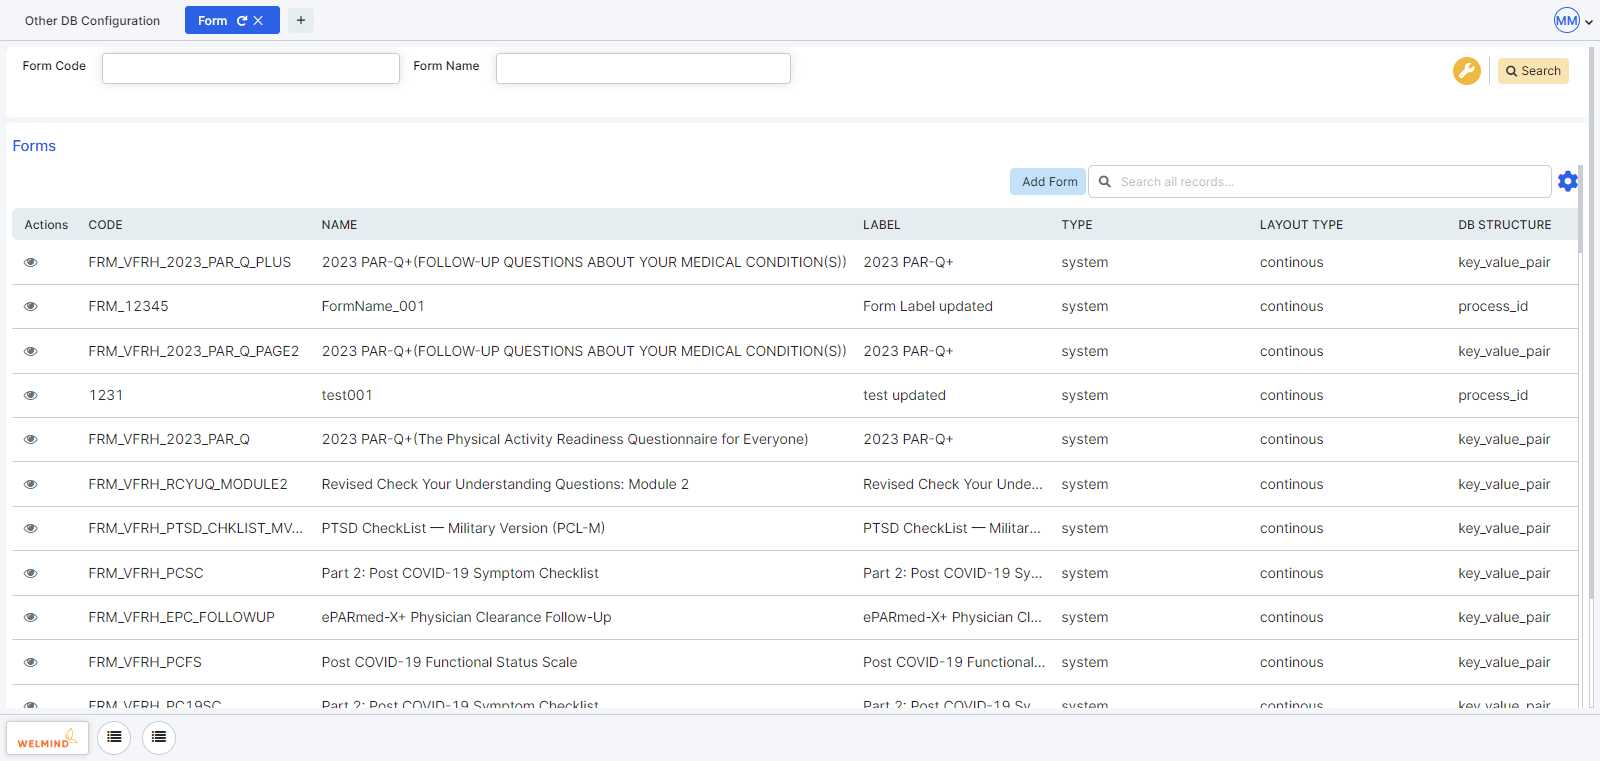 Other DB Configuration Form + MM
Form Code Form Name Search
Forms
Add Form Search all records...
Actions CODE NAME LABEL TYPE LAYOUT TYPE DB STRUCTURE
FRM_VFRH_2023_PAR_Q_PLUS 2023 PAR-Q+(FOLLOW-UP QUESTIONS ABOUT YOUR MEDICAL CONDITION(S)) 2023 PAR-Q+ system continous key_value_pair
FRM_12345 FormName_001 Form Label updated system continous process_id
FRM_VFRH_2023_PAR_Q_PAGE2 2023 PAR-Q+(FOLLOW-UP QUESTIONS ABOUT YOUR MEDICAL CONDITION(S)) 2023 PAR-Q+ system continous key_value_pair
1231 test001 test updated system continous process_id
FRM_VFRH_2023_PAR_Q 2023 PAR-Q+(The Physical Activity Readiness Questionnaire for Everyone) 2023 PAR-Q+ system continous key_value_pair
FRM_VFRH_RCYUQ_MODULE2 Revised Check Your Understanding Questions: Module 2 Revised Check Your Unde... system continous key_value_pair
FRM_VFRH_PTSD_CHKLIST_MV... PTSD CheckList — Military Version (PCL-M) PTSD CheckList — Militar... system continous key_value_pair
FRM_VFRH_PCSC Part 2: Post COVID-19 Symptom Checklist Part 2: Post COVID-19 Sy... system continous key_value_pair
FRM_VFRH_EPC_FOLLOWUP ePARmed-X+ Physician Clearance Follow-Up ePARmed-X+ Physician Cl... system continous key_value_pair
FRM_VFRH_PCFS Post COVID-19 Functional Status Scale Post COVID-19 Functional... system continous key_value_pair
FRM_VFRH_PC19SC Part 2: Post COVID-19 Symptom Checklist Part 2: Post COVID-19 Sy... system continous key_value_pair
WELMIND